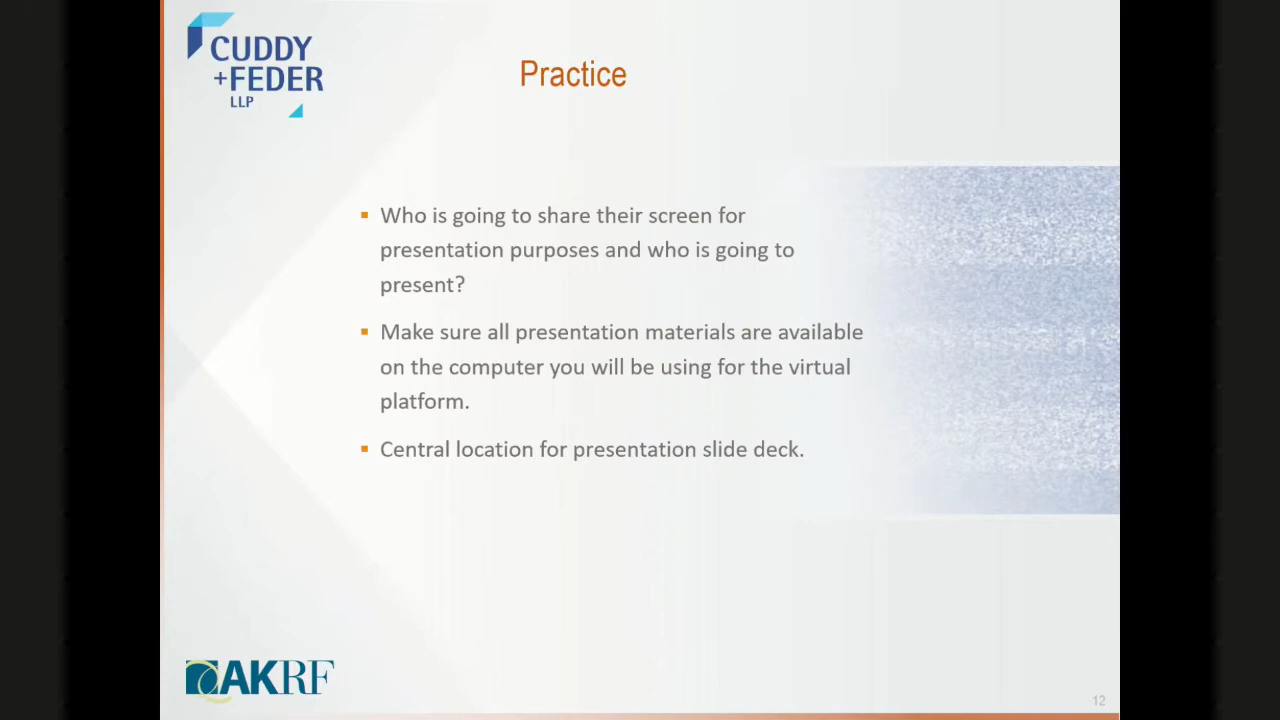 CUDDY
+FEDER
LLP
Practice
Who is going to share their screen for
presentation purposes and who is going to
present?
Make sure all presentation materials are available
on the computer you will be using for the virtual
platform.
Central location for presentation slide deck.
AKRF
12